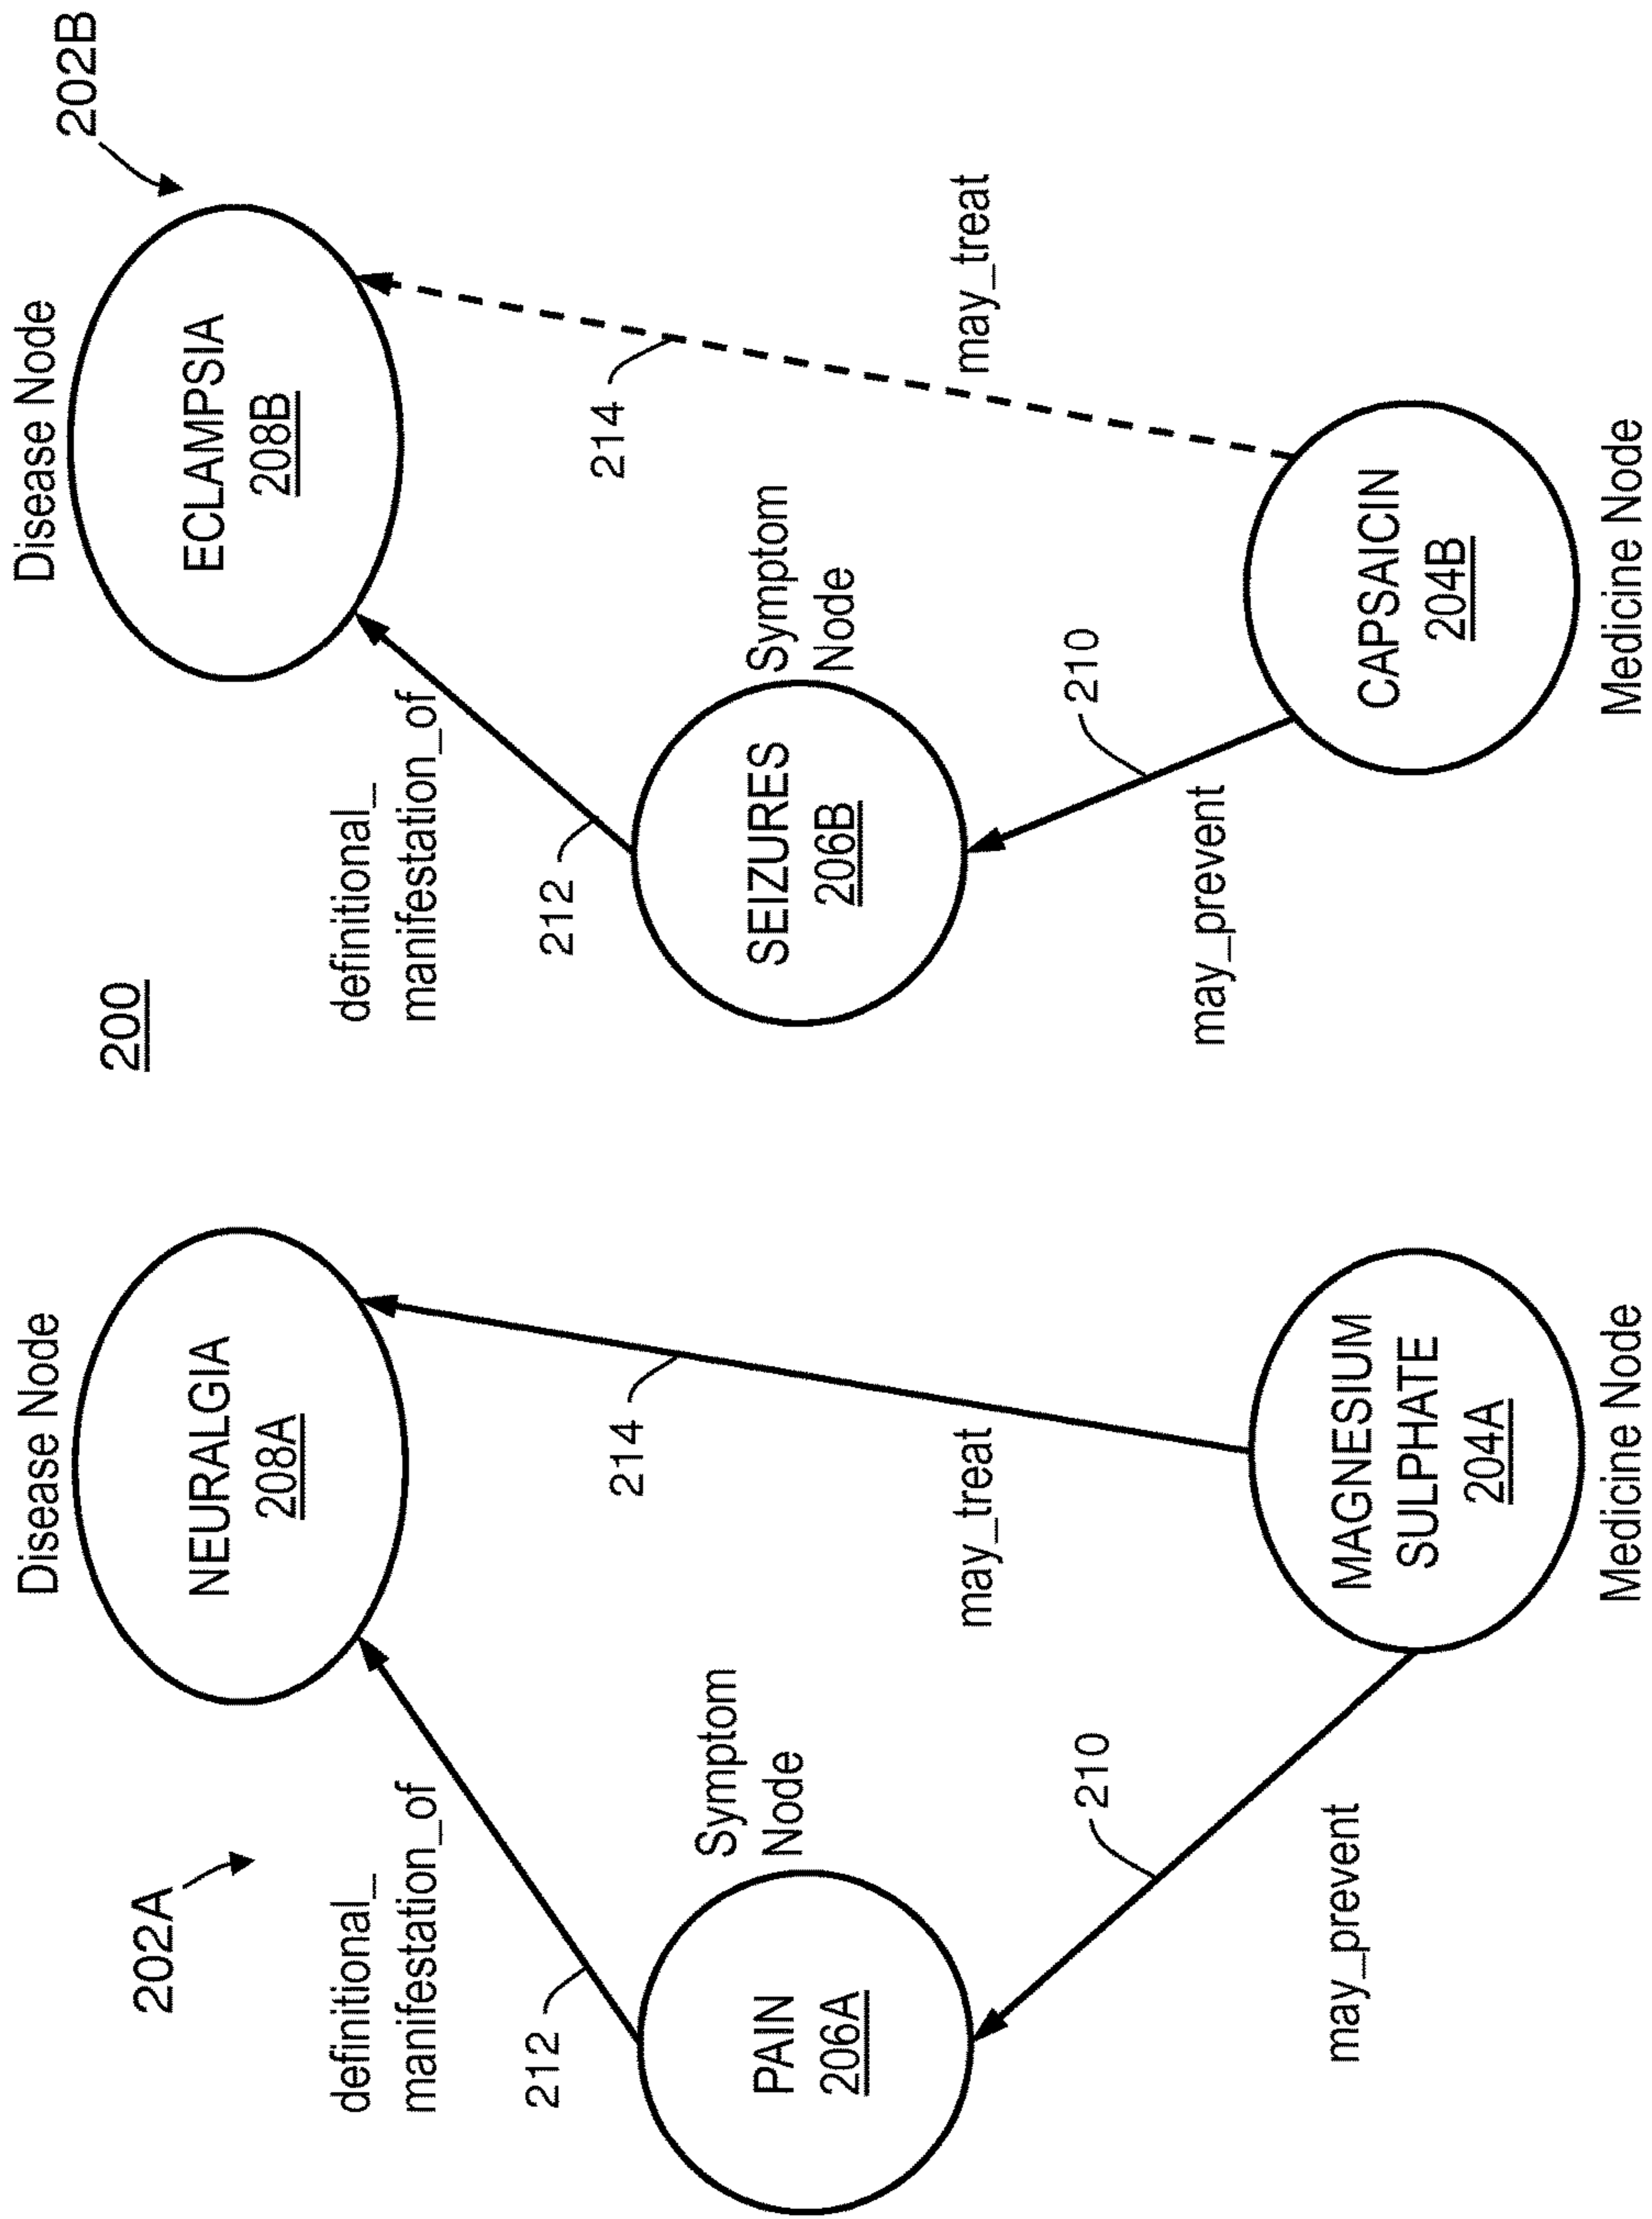 200
202A
Disease Node
NEURALGIA
208A
definitional_
manifestation_of
212
214
Symptom
Node
PAIN
206A
may_treat
210
may_prevent
MAGNESIUM
SULPHATE
204A
Medicine Node
202B
Disease Node
ECLAMPSIA
208B
definitional_
manifestation_of
212
214
Symptom
Node
SEIZURES
206B
may_treat
210
may_prevent
CAPSAICIN
204B
Medicine Node